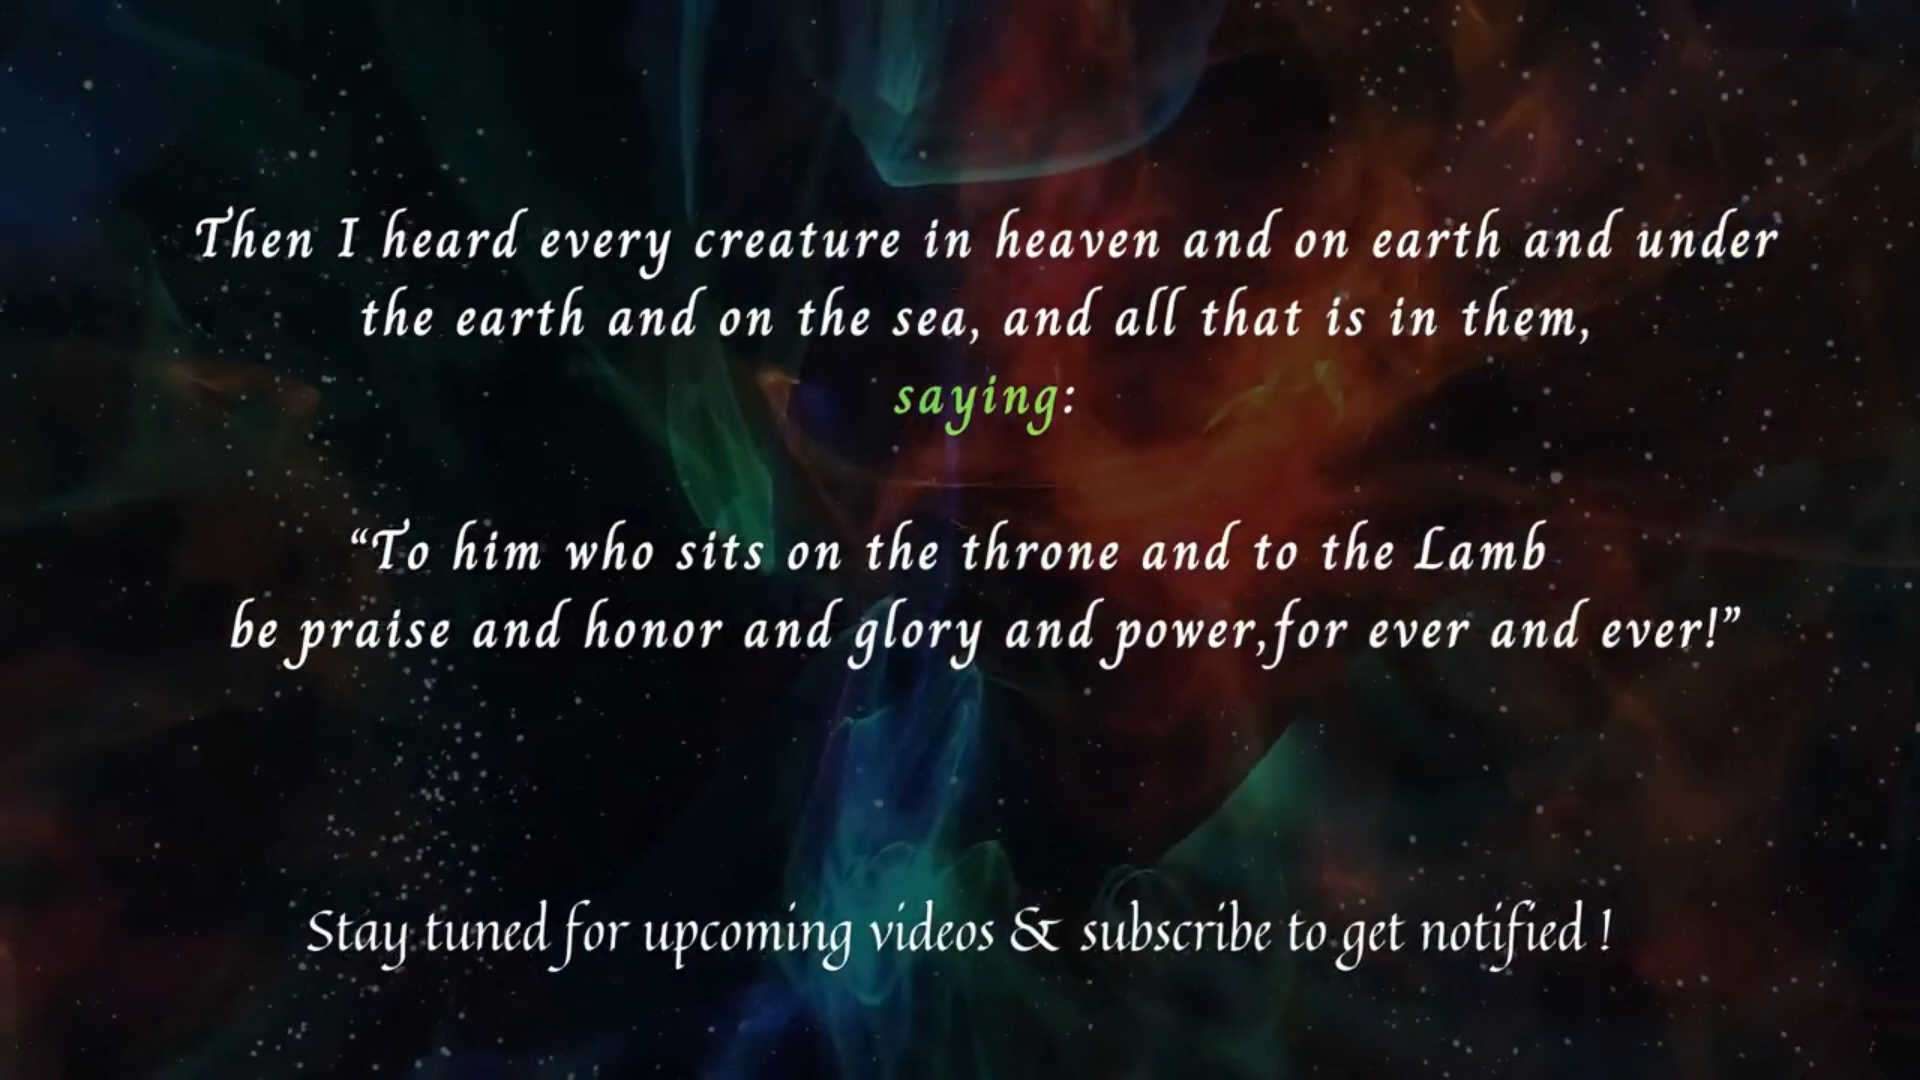 Then I heard every creature in heaven and on earth and under
the earth and on the sea, and all that is in them,
saying:
“To him who sits on the throne and to the Lamb
be praise and honor and glory and power,for ever and ever!”
Stay tuned for upcoming videos & subscribe to get notified !